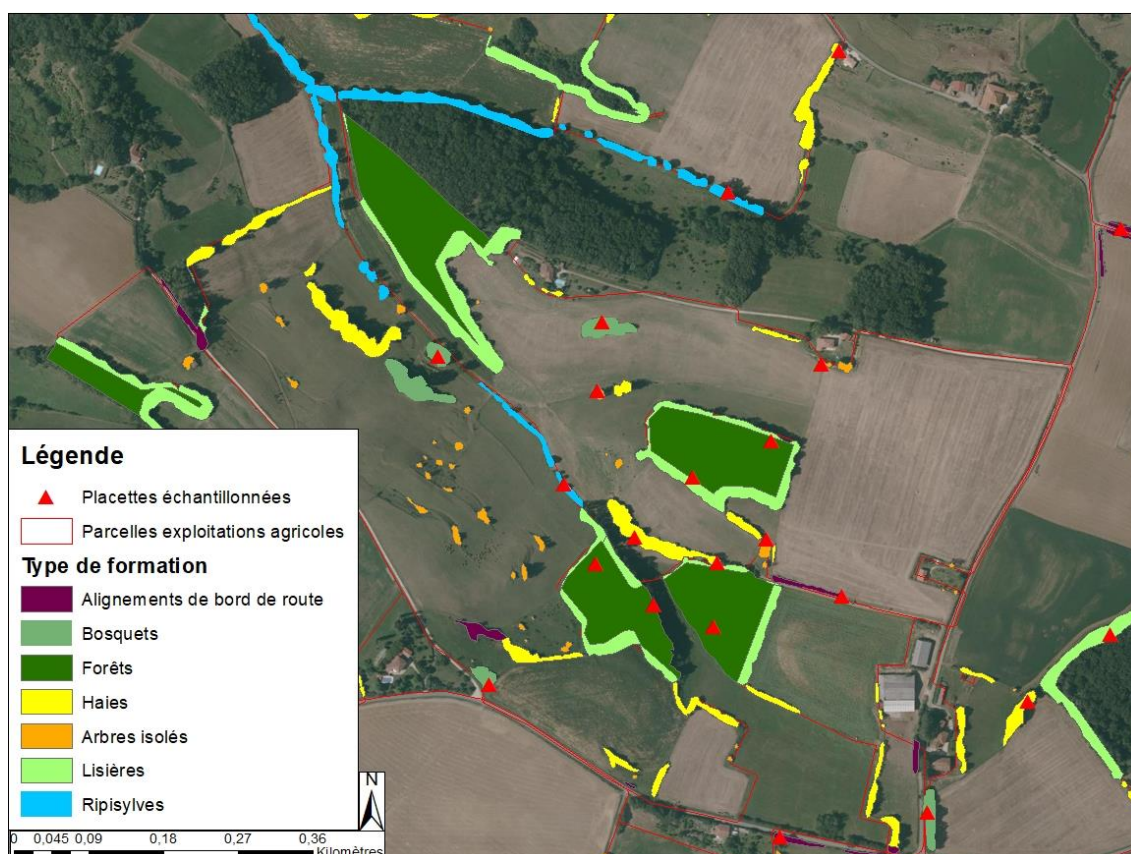 Légende
Placettes échantillonnées
Parcelles exploitations agricoles
Type de formation
Alignements de bord de route
Bosquets
Forêts
Haies
Arbres isolés
Lisières
Ripisylves
N
0 0,045 0,09 0,18 0,27 0,36
Kilomètres